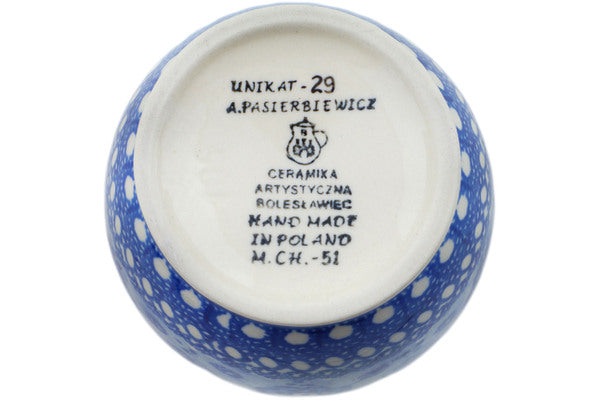 UNIKAT - 29
A.PASIERBIEWICZ
CERAMIKA
ARTYSTYCZNA
BOLESŁAWIEC
HAND MADE
IN POLAND
M.CH.-51